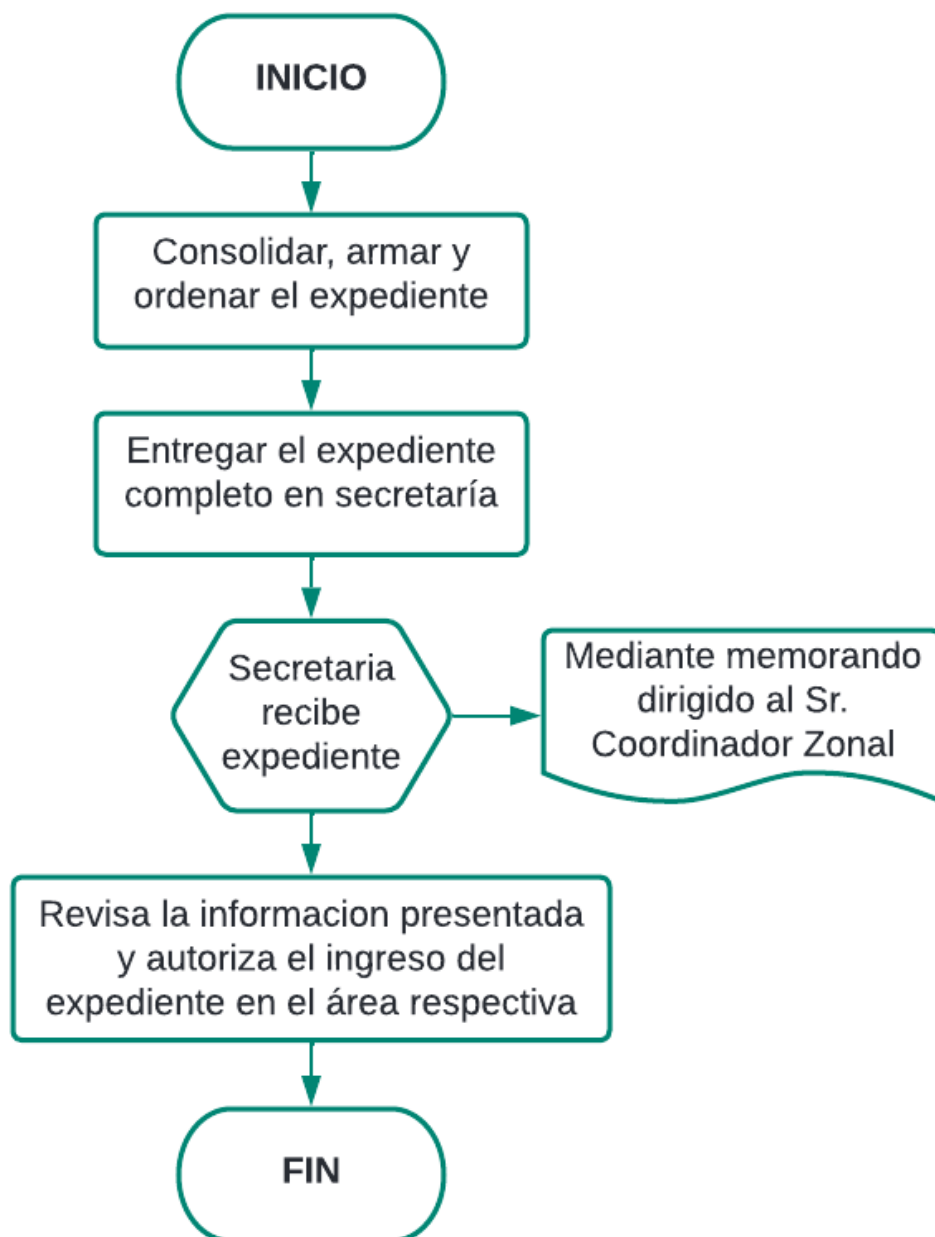 INICIO
Consolidar, armar y
ordenar el expediente
Entregar el expediente
completo en secretaría
Secretaria
recibe
expediente
Mediante memorando
dirigido al Sr.
Coordinador Zonal
Revisa la informacion presentada
y autoriza el ingreso del
expediente en el área respectiva
FIN